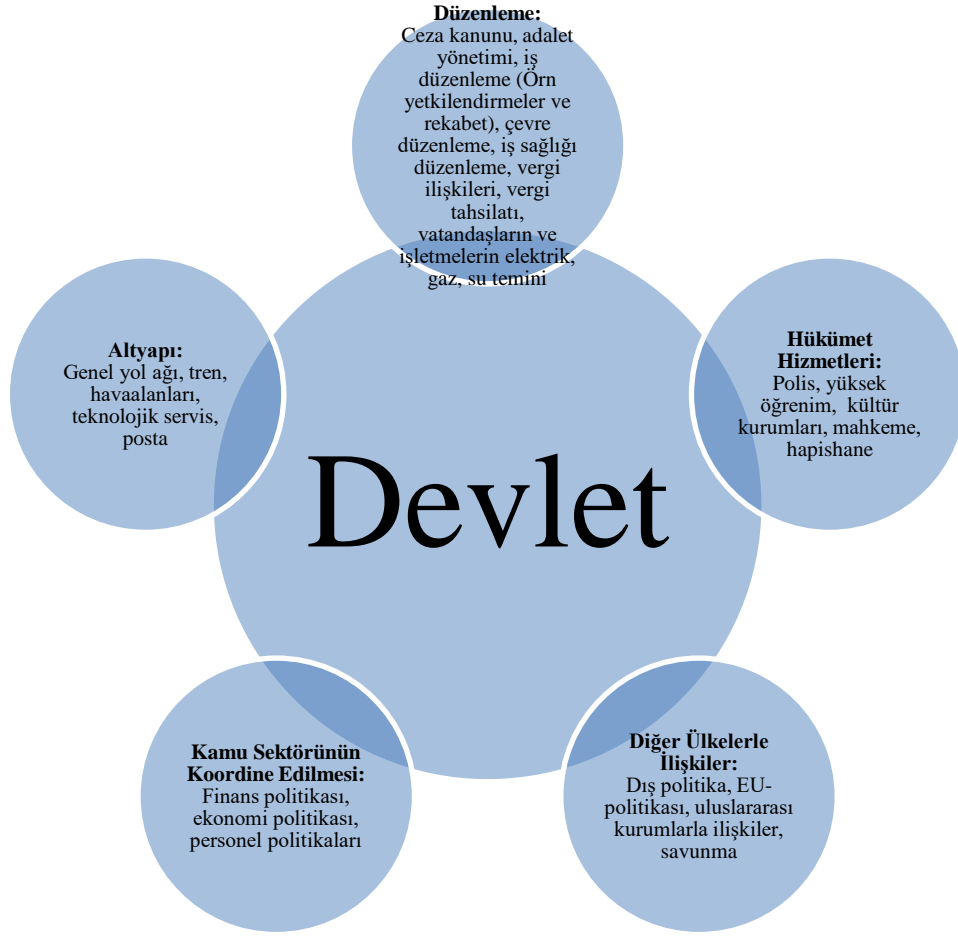 Düzenleme:
Ceza kanunu, adalet
yönetimi, iş
düzenleme (Örn
yetkilendirmeler ve
rekabet), çevre
düzenleme, iş sağlığı
düzenleme, vergi
ilişkileri, vergi
tahsilatı,
vatandaşların ve
işletmelerin elektrik,
gaz, su temini
Altyapı:
Genel yol ağı, tren,
havaalanları,
teknolojik servis,
posta
Hükümet
Hizmetleri:
Polis, yüksek
öğrenim, kültür
kurumları, mahkeme,
hapishane
Devlet
Kamu Sektörünün
Koordine Edilmesi:
Finans politikası,
ekonomi politikası,
personel politikaları
Diğer Ülkelerle
İlişkiler:
Dış politika, EU-
politikası, uluslararası
kurumlarla ilişkiler,
savunma